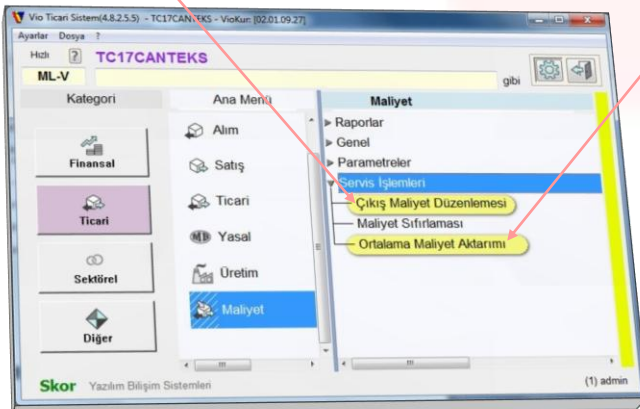 Vio Ticari Sistem(4.8.2.5.5) - TC17CANTEKS - VioKur: [02.01.09.27]
Ayarlar Dosya ?
Hızlı ? TC17CANTEKS
ML-V gibi
Kategori
Finansal
Ticari
Sektörel
Diğer
Ana Menü
Alım
Satış
Ticari
Yasal
Üretim
Maliyet
Maliyet
Raporlar
Genel
Parametreler
Servis İşlemleri
Çıkış Maliyet Düzenlemesi
Maliyet Sıfırlaması
Ortalama Maliyet Aktarımı
Skor Yazılım Bilişim Sistemleri
(1) admin